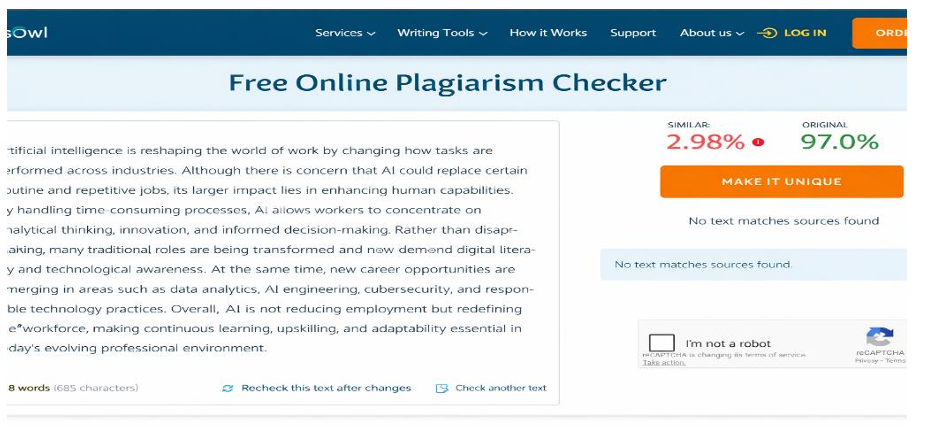 sOwl
Services
Writing Tools
How it Works
Support
About us
LOG IN
ORDE
Free Online Plagiarism Checker
rtificial intelligence is reshaping the world of work by changing how tasks are
erformed across industries. Although there is concern that AI could replace certain
outine and repetitive jobs, its larger impact lies in enhancing human capabilities.
y handling time-consuming processes, AI allows workers to concentrate on
nalytical thinking, innovation, and informed decision-making. Rather than disapr-
aking, many traditional roles are being transformed and now demand digital litera-
y and technological awareness. At the same time, new career opportunities are
merging in areas such as data analytics, AI engineering, cubersecurity, and respon-
ble technology practices. Overall, AI is not reducing employment but redefining
e"workforce, making continuous learning, upskilling, and adaptability essential in
oday's evolving professional environment.
8 words (685 characters)
Recheck this text after changes
Check another text
SIMILAR:
2.98%
ORIGINAL
97.0%
MAKE IT UNIQUE
No text matches sources found
No text matches sources found.
I'm not a robot
reCAPTCHA is changing its terms of service.
Take action.
reCAPTCHA
Privacy - Terms